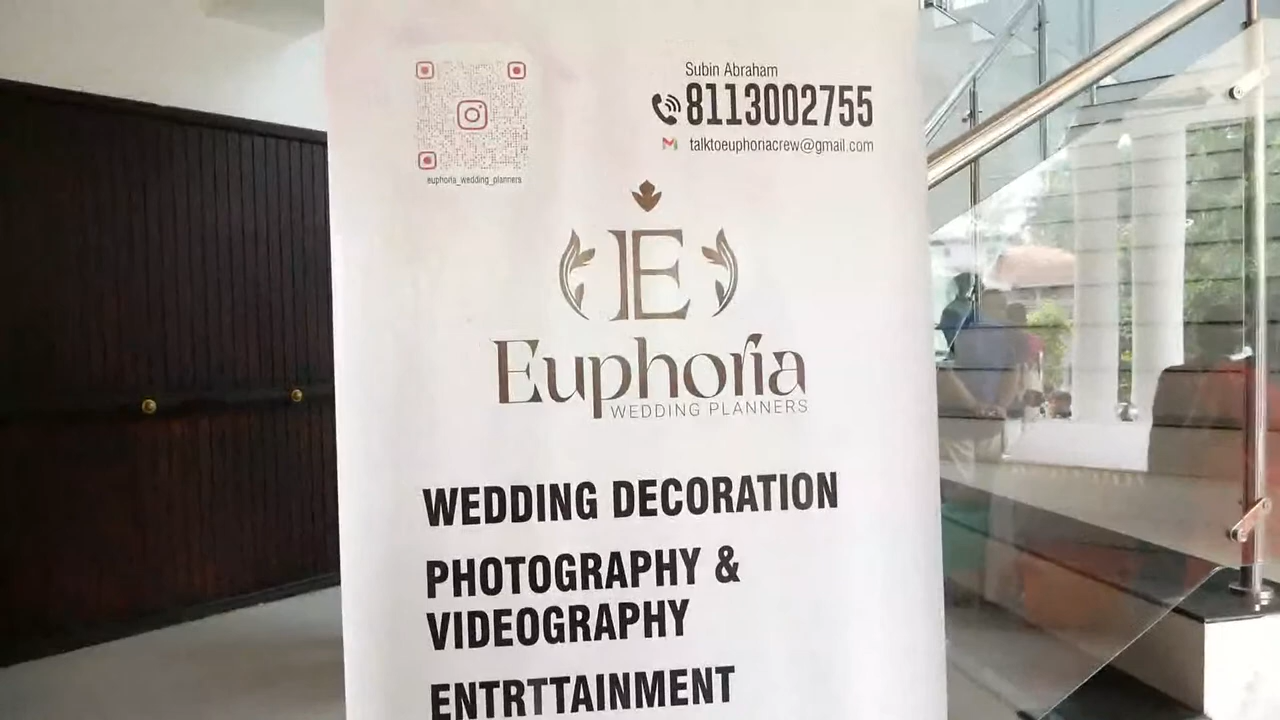 Subin Abraham
8113002755
talktoeuphoriacrew@gmail.com
euphoria_wedding_planners
E
Euphoria
WEDDING PLANNERS
WEDDING DECORATION
PHOTOGRAPHY &
VIDEOGRAPHY
ENTRTTAINMENT